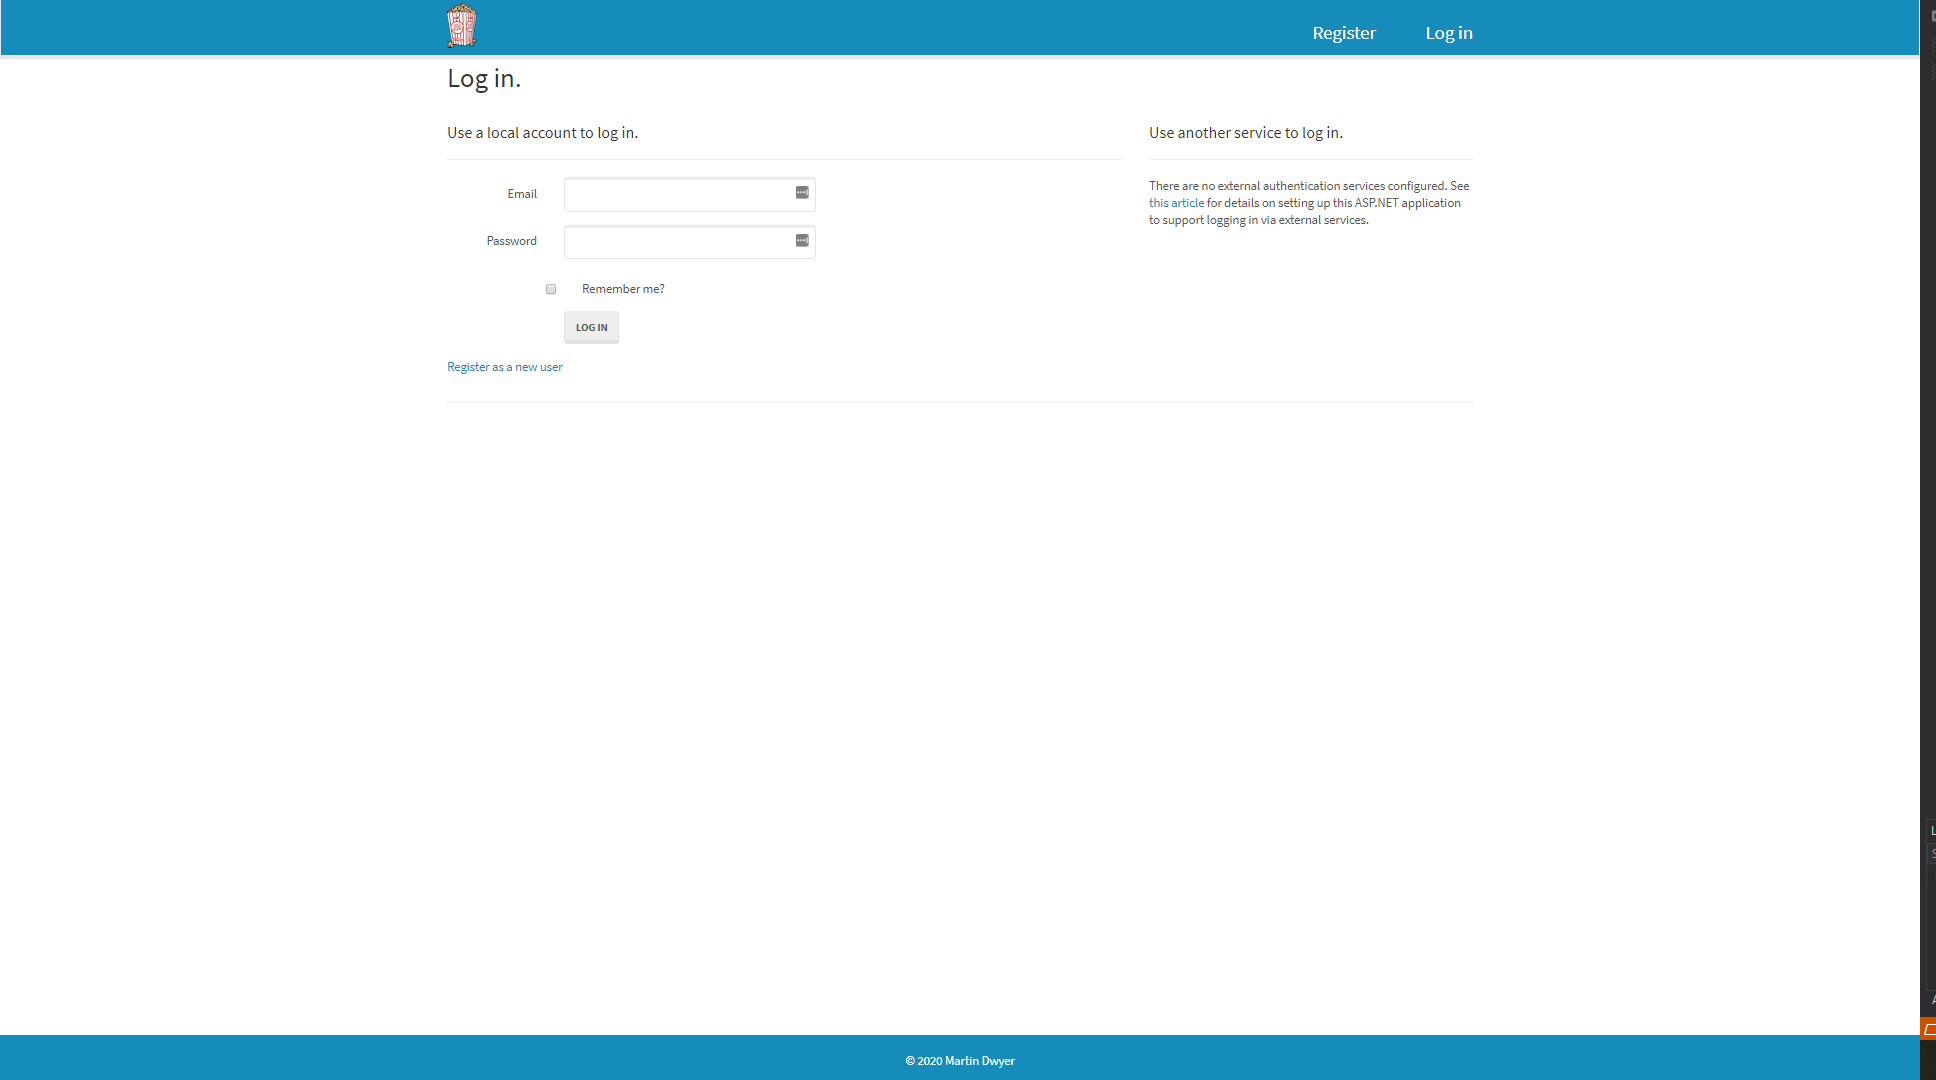 Register Log in
Log in.
Use a local account to log in.
Use another service to log in.
Email
Password
Remember me?
LOG IN
Register as a new user
There are no external authentication services configured. See
this article for details on setting up this ASP.NET application
to support logging in via external services.
© 2020 Martin Dwyer